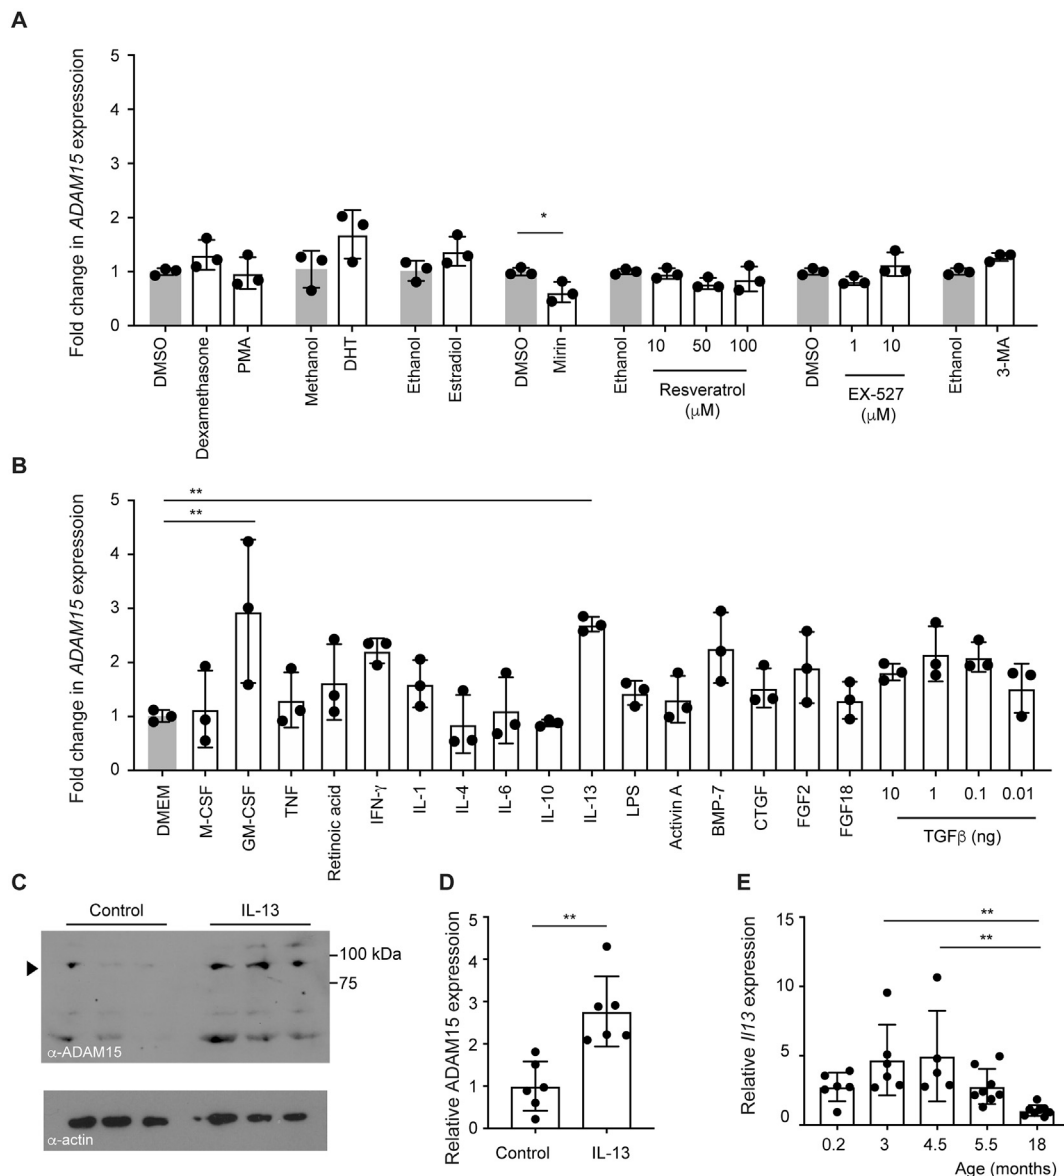 A
Fold change in ADAM15 expressoion
5
4
3
2
1
0
*
DMSO
Dexamethasone
PMA
Methanol
DHT
Ethanol
Estradiol
DMSO
Mirin
Ethanol
10 50 100
Resveratrol
(μM)
DMSO
1 10
EX-527
(μM)
Ethanol
3-MA
B
Fold change in ADAM15 expressoion
5
4
3
2
1
0
**
**
DMEM
M-CSF
GM-CSF
TNF
Retinoic acid
IFN-γ
IL-1
IL-4
IL-6
IL-10
IL-13
LPS
Activin A
BMP-7
CTGF
FGF2
FGF18
10 1 0.1 0.01
TGFβ (ng)
C
Control IL-13
100 kDa
75
α-ADAM15
α-actin
D
Relative ADAM15 expressoion
5
4
3
2
1
0
**
Control IL-13
E
Relative Il13 expressoion
15
10
5
0
**
**
0.2 3 4.5 5.5 18
Age (months)